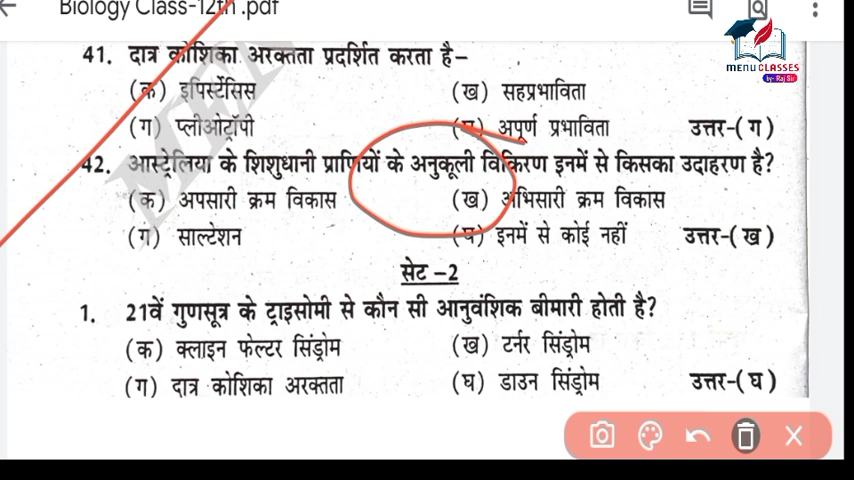 Biology Class-12th .pdf
MENU CLASSES
by- Raj Sir
41. दात्र कोशिका अरक्तता प्रदर्शित करता है–
(क) इपिस्टेसिस (ख) सहप्रभाविता
(ग) प्लीओट्रॉपी (घ) अपूर्ण प्रभाविता उत्तर-(ग)
42. आस्ट्रेलिया के शिशुधानी प्राणियों के अनुकूली विकिरण इनमें से किसका उदाहरण है?
(क) अपसारी क्रम विकास (ख) अभिसारी क्रम विकास
(ग) साल्टेशन (घ) इनमें से कोई नहीं उत्तर-(ख)
सेट –2
1. 21वें गुणसूत्र के ट्राइसोमी से कौन सी आनुवंशिक बीमारी होती है?
(क) क्लाइन फेल्टर सिंड्रोम (ख) टर्नर सिंड्रोम
(ग) दात्र कोशिका अरक्तता (घ) डाउन सिंड्रोम उत्तर-(घ)